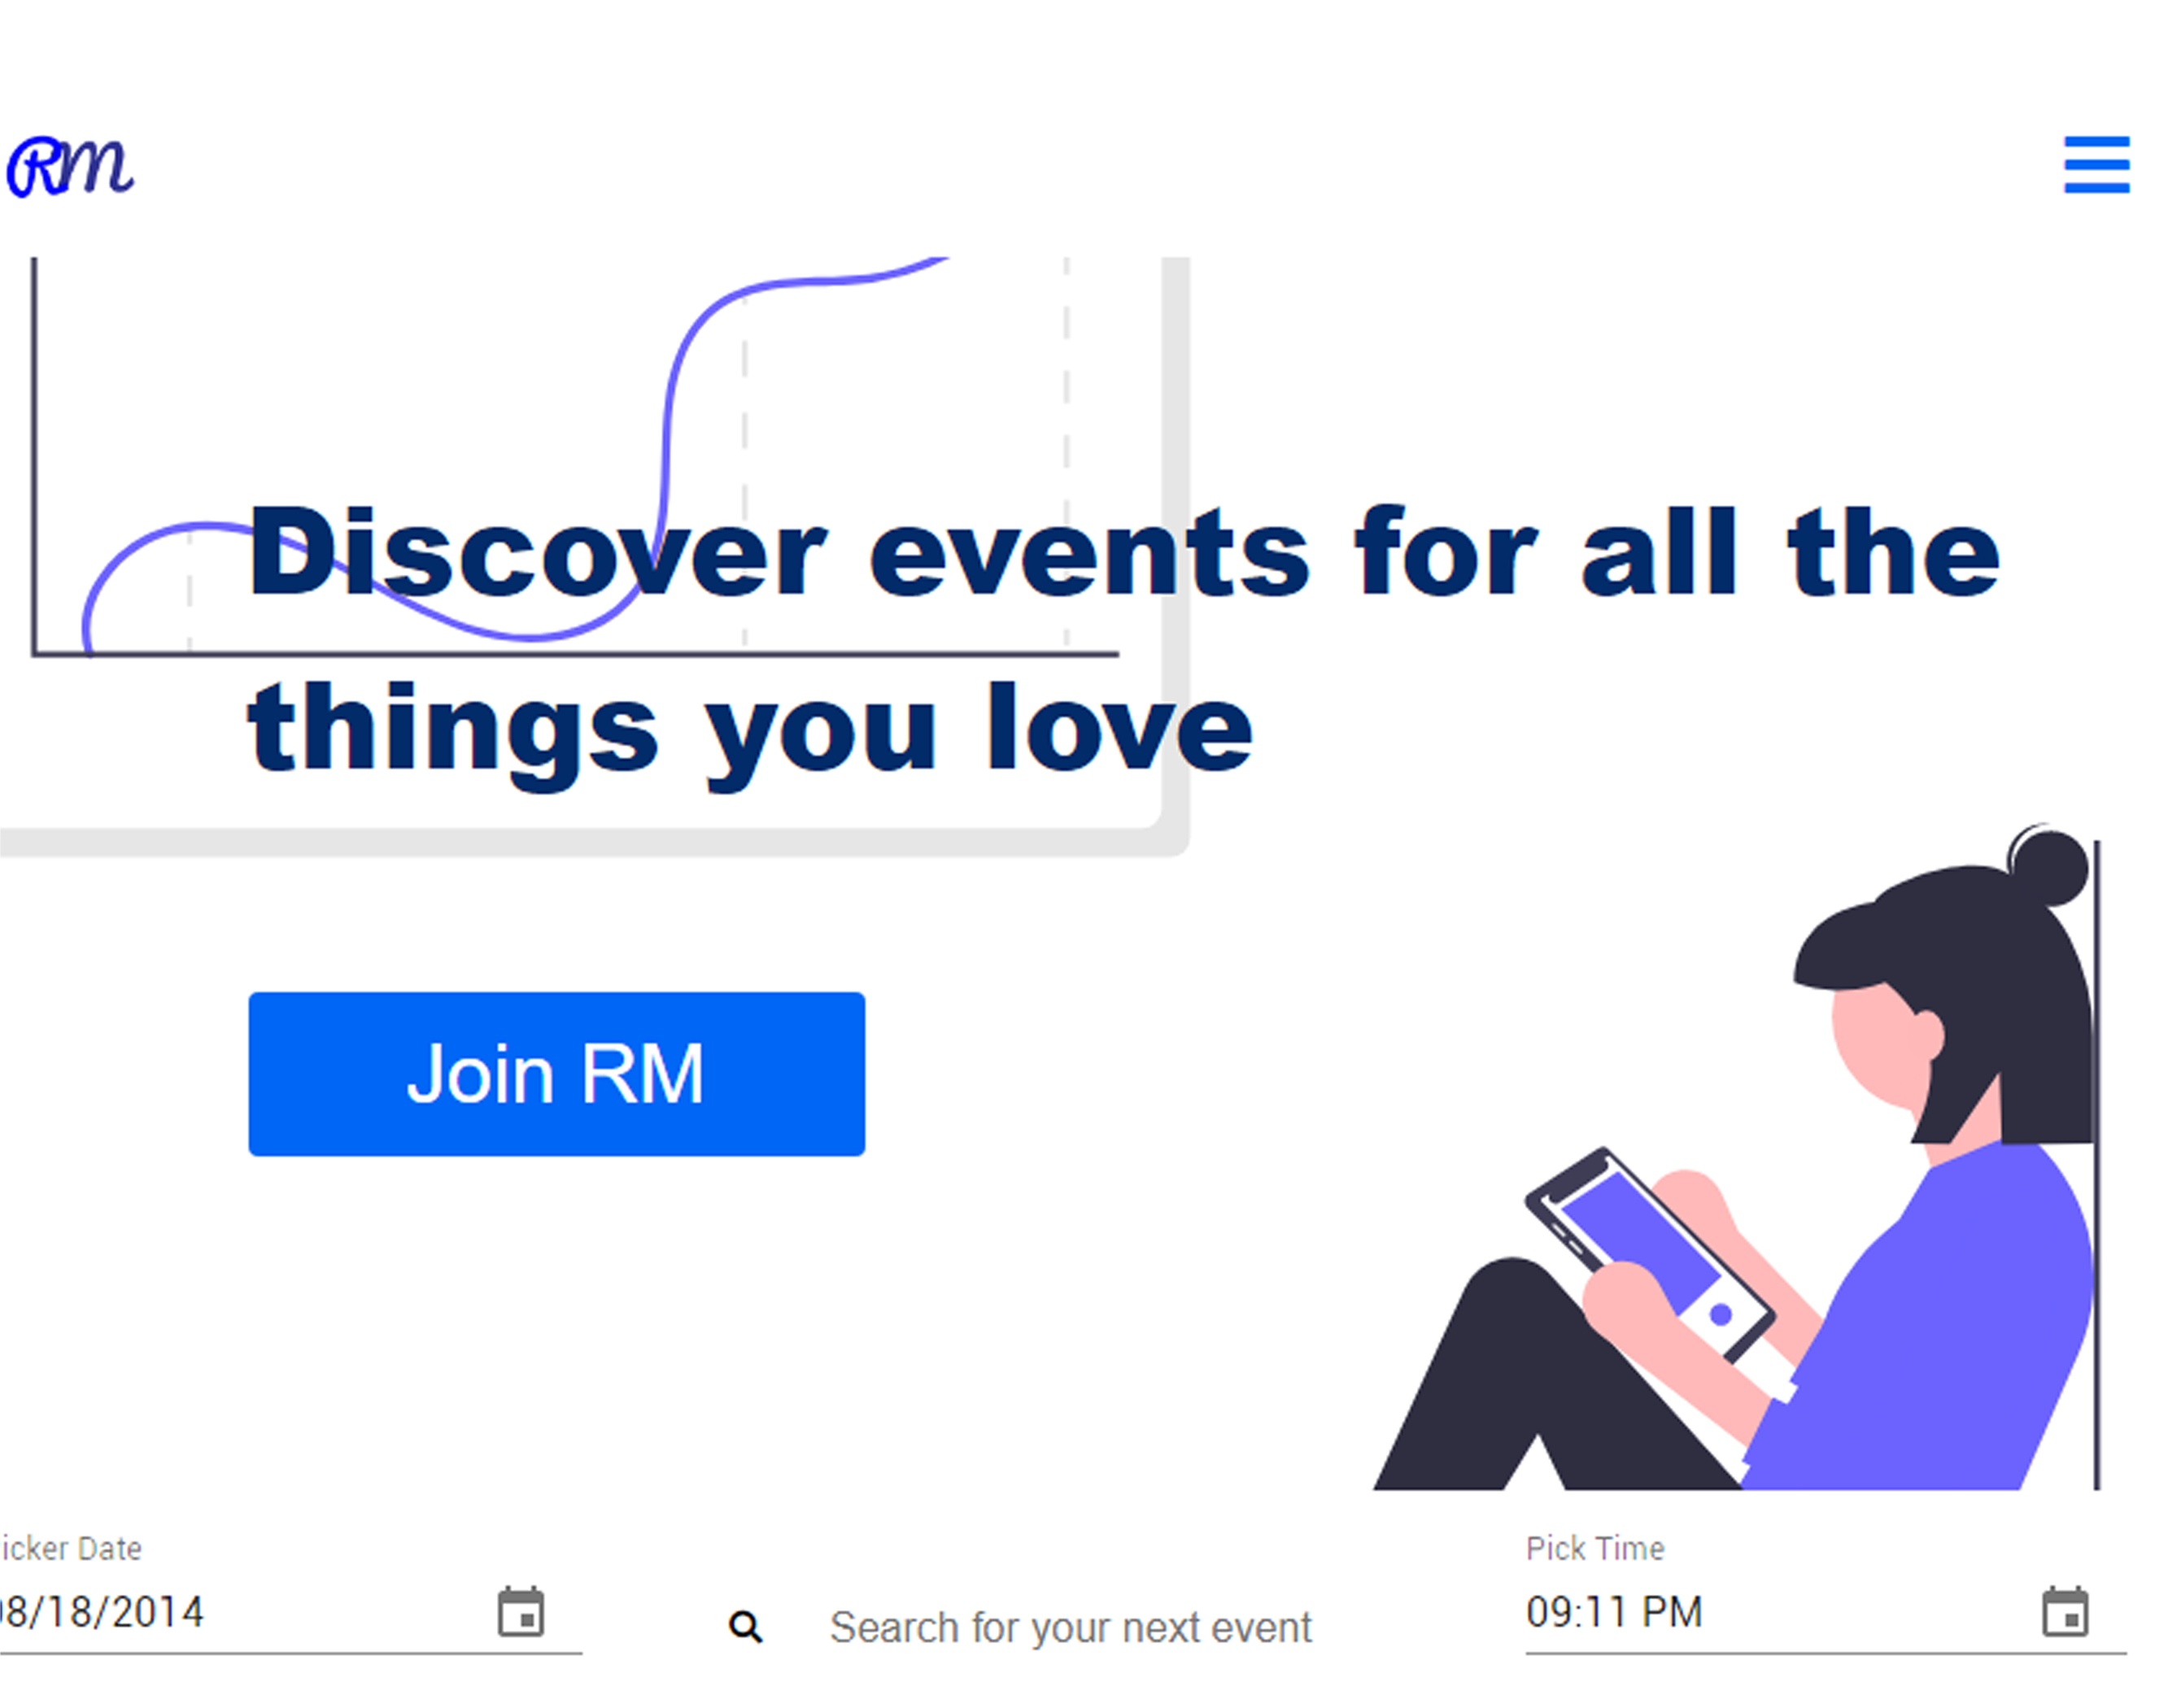 RM
Discover events for all the
things you love
Join RM
icker Date
08/18/2014
Search for your next event
Pick Time
09:11 PM